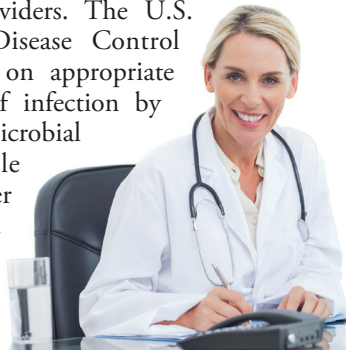 viders. The U.S.
Disease Control
on appropriate
f infection by
icrobial
le
er